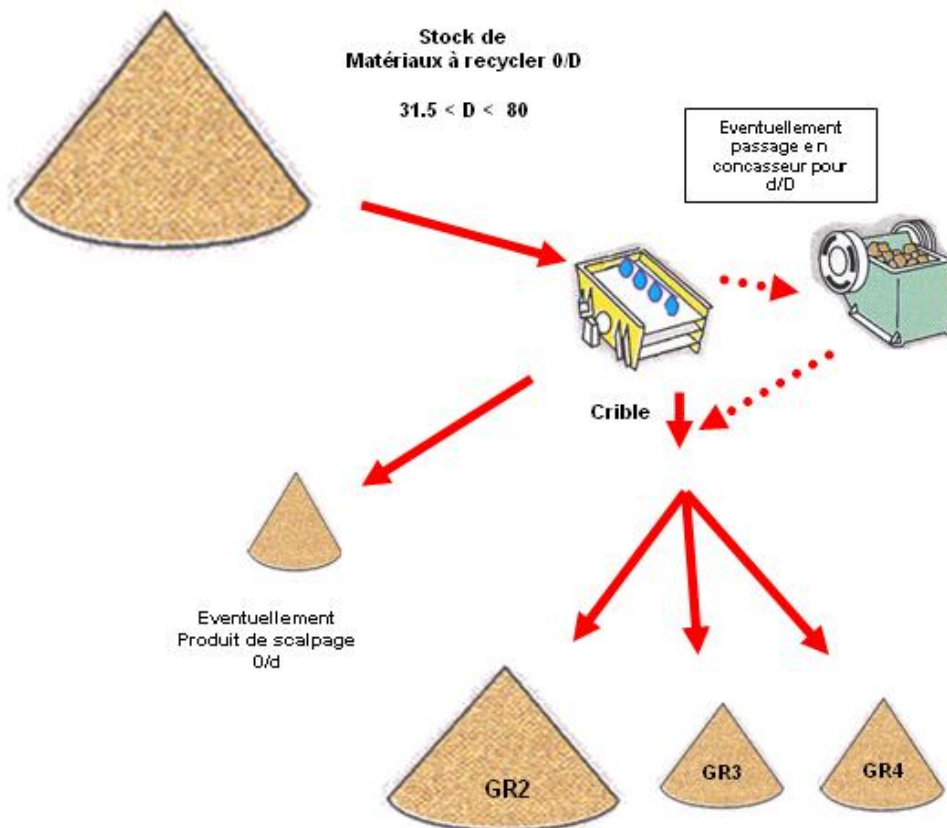 Stock de
Matériaux à recycler 0/D
31.5 < D < 80
Eventuellement
passage en
concasseur pour
d/D
Crible
Eventuellement
Produit de scalpage
0/d
GR2
GR3
GR4